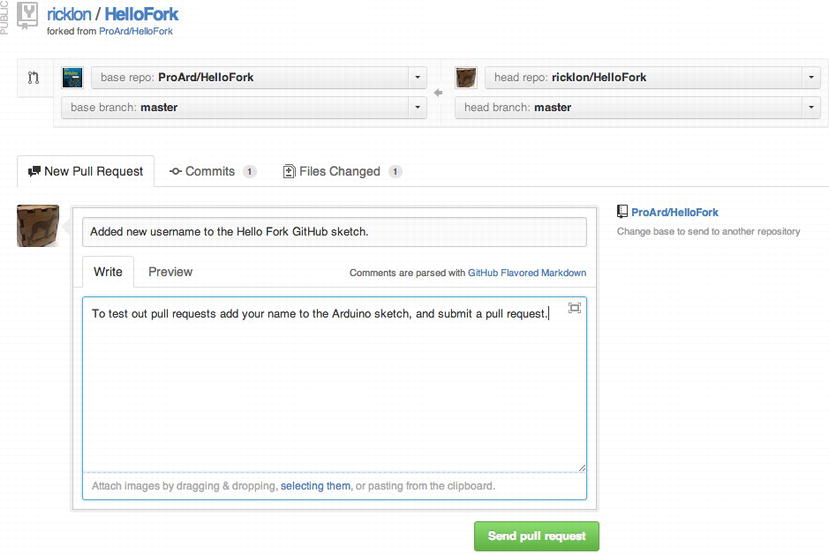 PUBLIC
ricklon / HelloFork
forked from ProArd/HelloFork
base repo: ProArd/HelloFork
head repo: ricklon/HelloFork
base branch: master
head branch: master
New Pull Request
Commits 1
Files Changed 1
Added new username to the Hello Fork GitHub sketch.
ProArd/HelloFork
Change base to send to another repository
Write
Preview
Comments are parsed with GitHub Flavored Markdown
To test out pull requests add your name to the Arduino sketch, and submit a pull request.
Attach images by dragging & dropping, selecting them, or pasting from the clipboard.
Send pull request